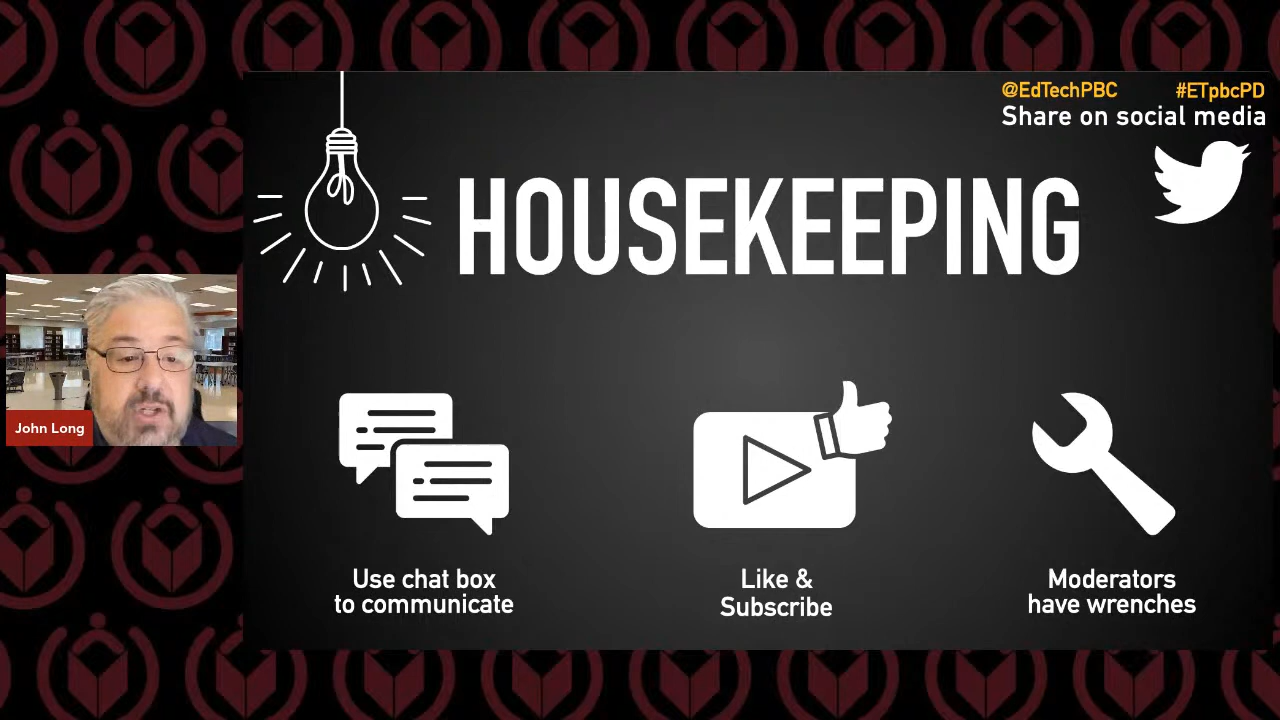 @EdTechPBC #ETpbcPD
Share on social media
HOUSEKEEPING
John Long
Use chat box
to communicate
Like &
Subscribe
Moderators
have wrenches